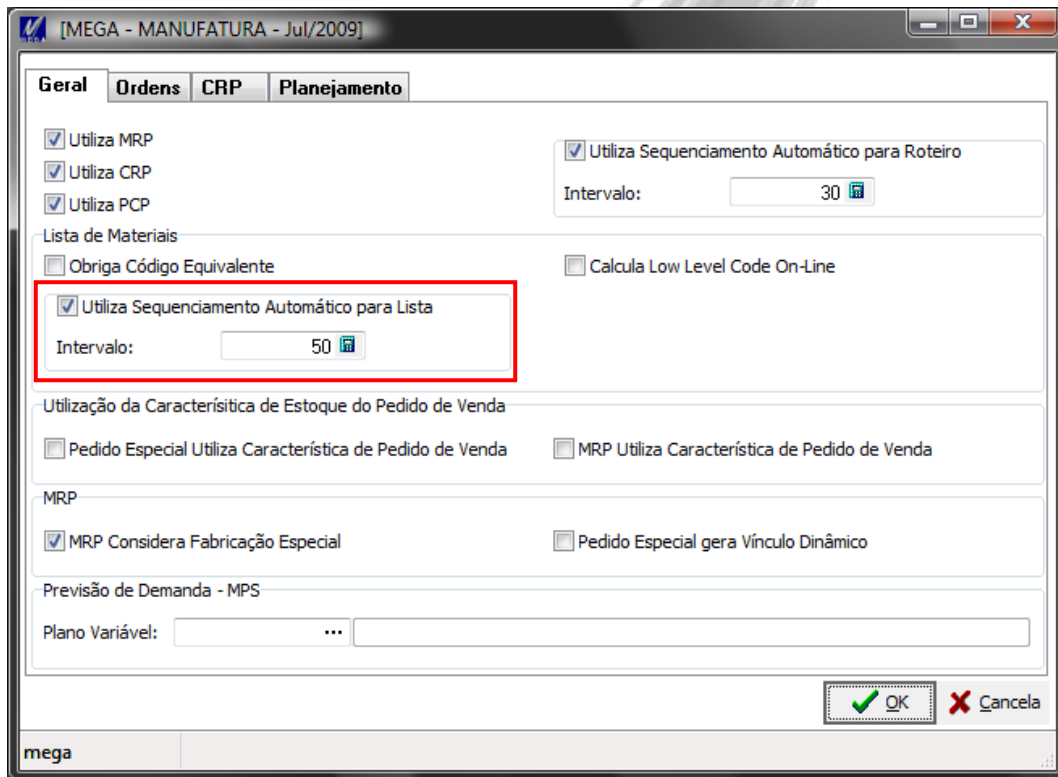 MEGA
[MEGA - MANUFATURA - Jul/2009]
Geral Ordens CRP Planejamento
Utiliza MRP
Utiliza CRP
Utiliza PCP
Utiliza Sequenciamento Automático para Roteiro
Intervalo: 30
Lista de Materiais
Obriga Código Equivalente
Calcula Low Level Code On-Line
Utiliza Sequenciamento Automático para Lista
Intervalo: 50
Utilização da Caracterísitica de Estoque do Pedido de Venda
Pedido Especial Utiliza Característica de Pedido de Venda
MRP Utiliza Característica de Pedido de Venda
MRP
MRP Considera Fabricação Especial
Pedido Especial gera Vínculo Dinâmico
Previsão de Demanda - MPS
Plano Variável: ...
OK Cancela
mega